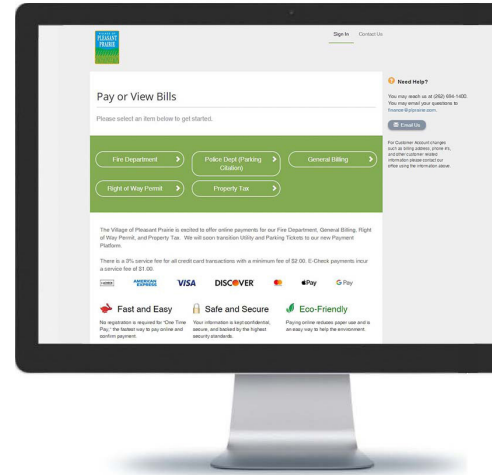 VILLAGE OF
PLEASANT
PRAIRIE
Sign In Contact Us
Pay or View Bills
Please select an item below to get started.
Fire Department
Police Dept (Parking
Citation)
General Billing
Right of Way Permit
Property Tax
The Village of Pleasant Prairie is excited to offer online payments for our Fire Department, General Billing, Right
of Way Permit, and Property Tax. We will soon transition Utility and Parking Tickets to our new Payment
Platform.
There is a 3% service fee for all credit card transactions with a minimum fee of $2.00. E-Check payments incur
a service fee of $1.00.
AMERICAN
EXPRESS
VISA
DISCOVER
Pay
G Pay
Fast and Easy
No registration is required for "One Time
Pay," the fastest way to pay online and
confirm payment.
Safe and Secure
Your information is kept confidential,
secure, and backed by the highest
security standards.
Eco-Friendly
Paying online reduces paper use and is
an easy way to help the environment.
Need Help?
You may reach us at (262) 694-1400.
You may email your questions to
finance@plprairie.com.
Email Us
For Customer Account changes
such as billing address, phone #'s,
and other customer related
information please contact our
office using the information above.